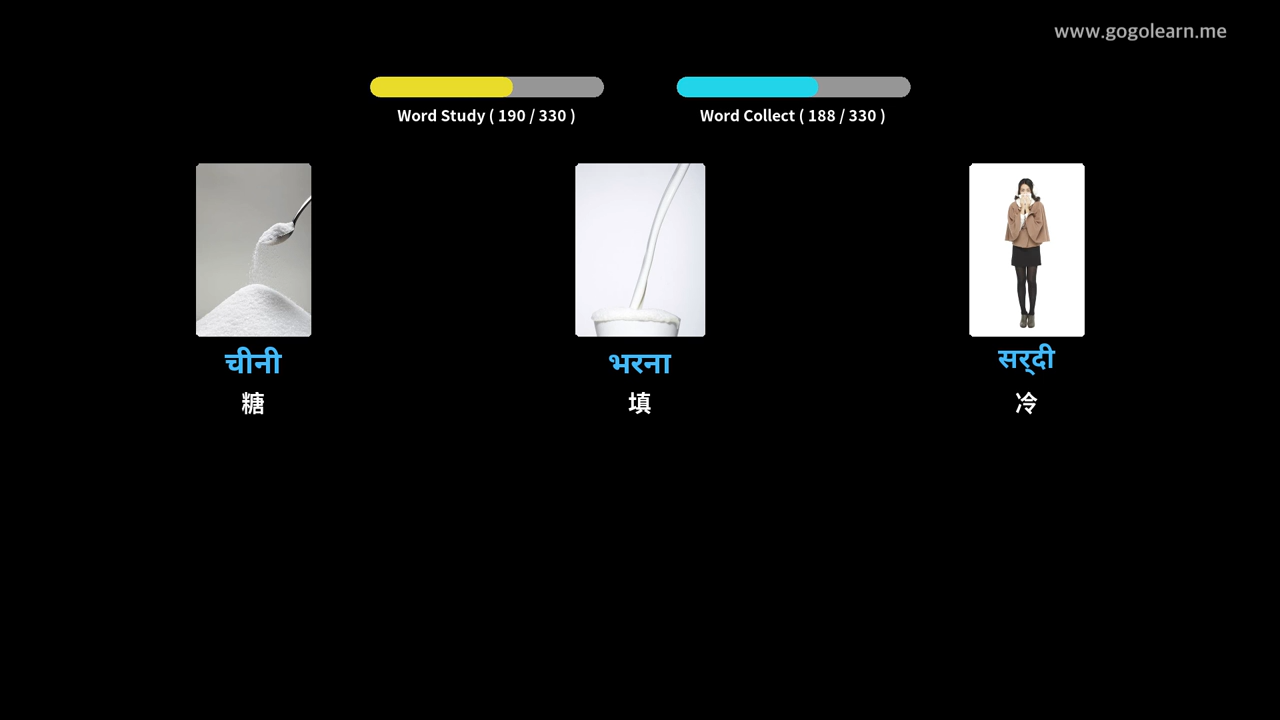 www.gogolearn.me
Word Study ( 190 / 330 )
Word Collect ( 188 / 330 )
चीनी
भरना
सर्‌दी
糖
填
冷